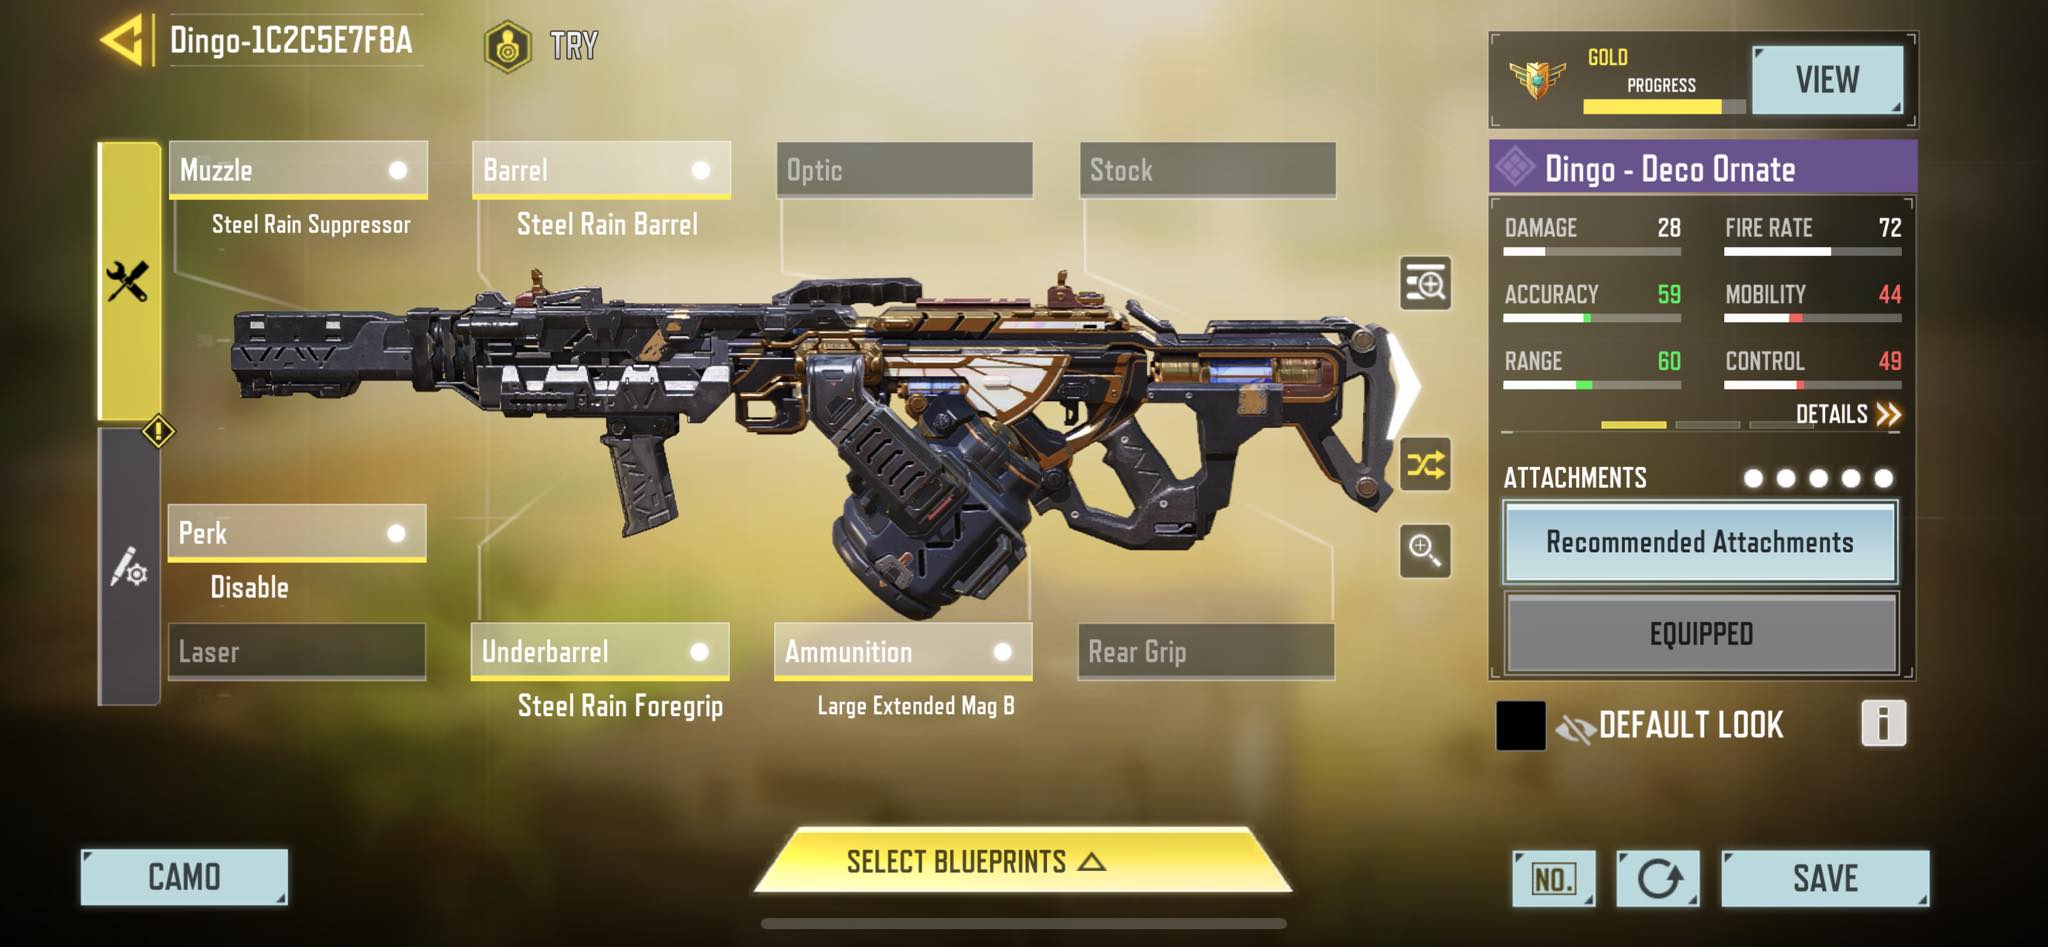 Dingo-1C2C5E7F8A
TRY
GOLD
PROGRESS
VIEW
Muzzle
Steel Rain Suppressor
Barrel
Steel Rain Barrel
Optic
Stock
Dingo - Deco Ornate
DAMAGE 28
FIRE RATE 72
ACCURACY 59
MOBILITY 44
RANGE 60
CONTROL 49
DETAILS
ATTACHMENTS
Recommended Attachments
EQUIPPED
Perk
Disable
Laser
Underbarrel
Steel Rain Foregrip
Ammunition
Large Extended Mag B
Rear Grip
DEFAULT LOOK
i
CAMO
SELECT BLUEPRINTS
NO.
SAVE